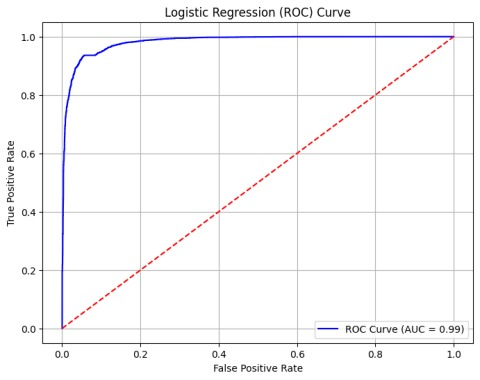 Logistic Regression (ROC) Curve
1.0
0.8
0.6
0.4
0.2
0.0
True Positive Rate
ROC Curve (AUC = 0.99)
0.0 0.2 0.4 0.6 0.8 1.0
False Positive Rate